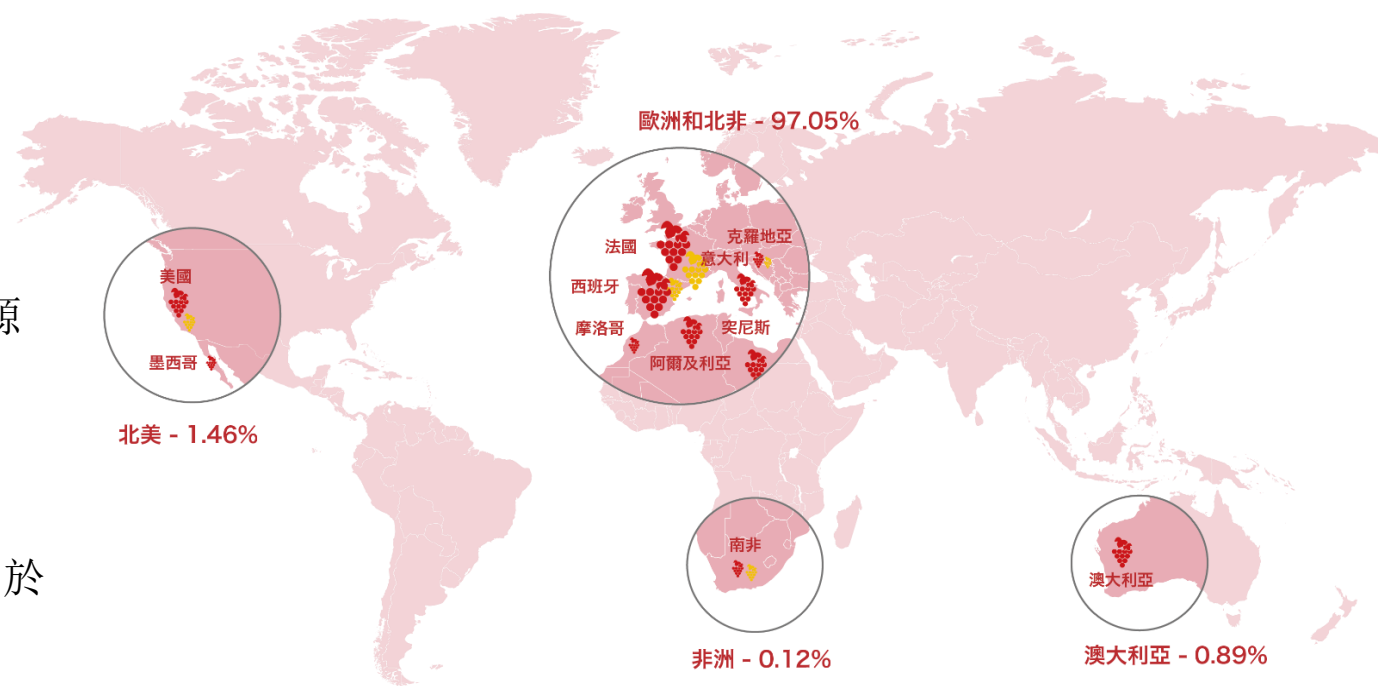 歐洲和北非 - 97.05%
法國
克羅地亞
意大利
西班牙
美國
源
摩洛哥
突尼斯
墨西哥
阿爾及利亞
北美 - 1.46%
南非
於
澳大利亞
非洲 - 0.12%
澳大利亞 - 0.89%